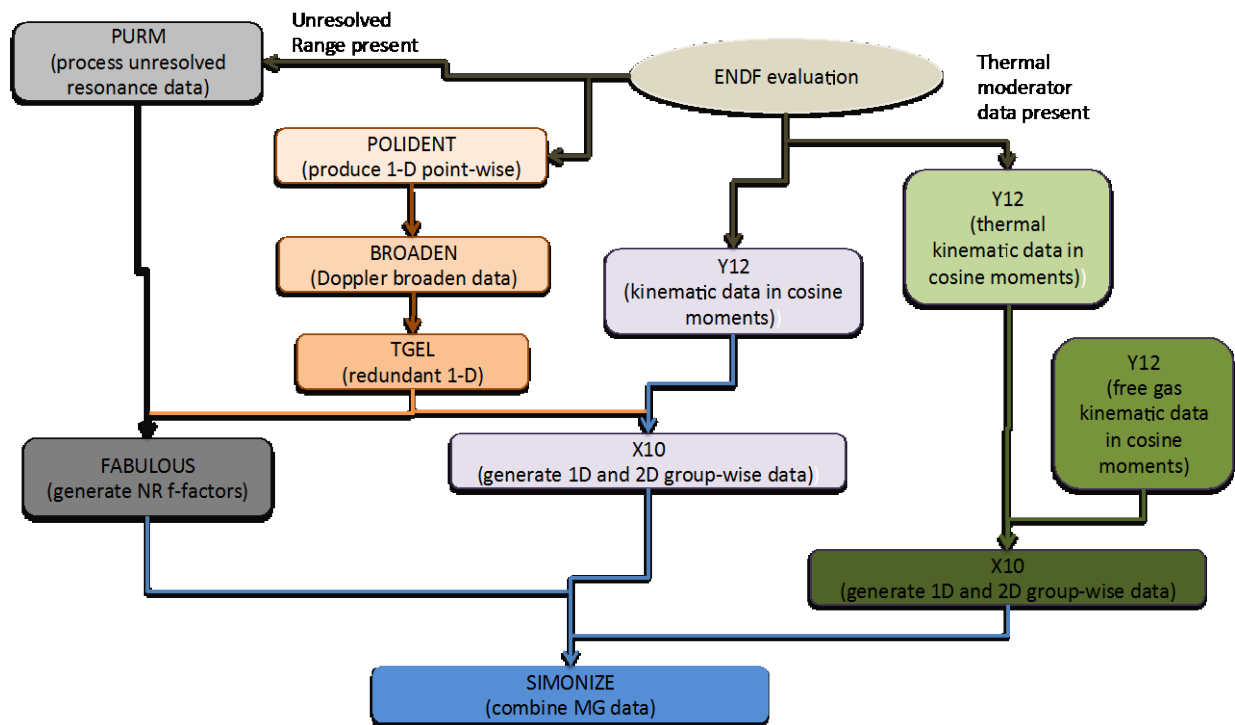 Unresolved
Range present
PURM
(process unresolved
resonance data)
ENDF evaluation
Thermal
moderator
data present
POLIDENT
(produce 1-D point-wise)
Y12
(thermal
kinematic data in
cosine moments)
BROADEN
(Doppler broaden data)
Y12
(kinematic data in cosine
moments)
TGEL
(redundant 1-D)
Y12
(free gas
kinematic data
in cosine
moments)
FABULOUS
(generate NR f-factors)
X10
(generate 1D and 2D group-wise data)
X10
(generate 1D and 2D group-wise data)
SIMONIZE
(combine MG data)